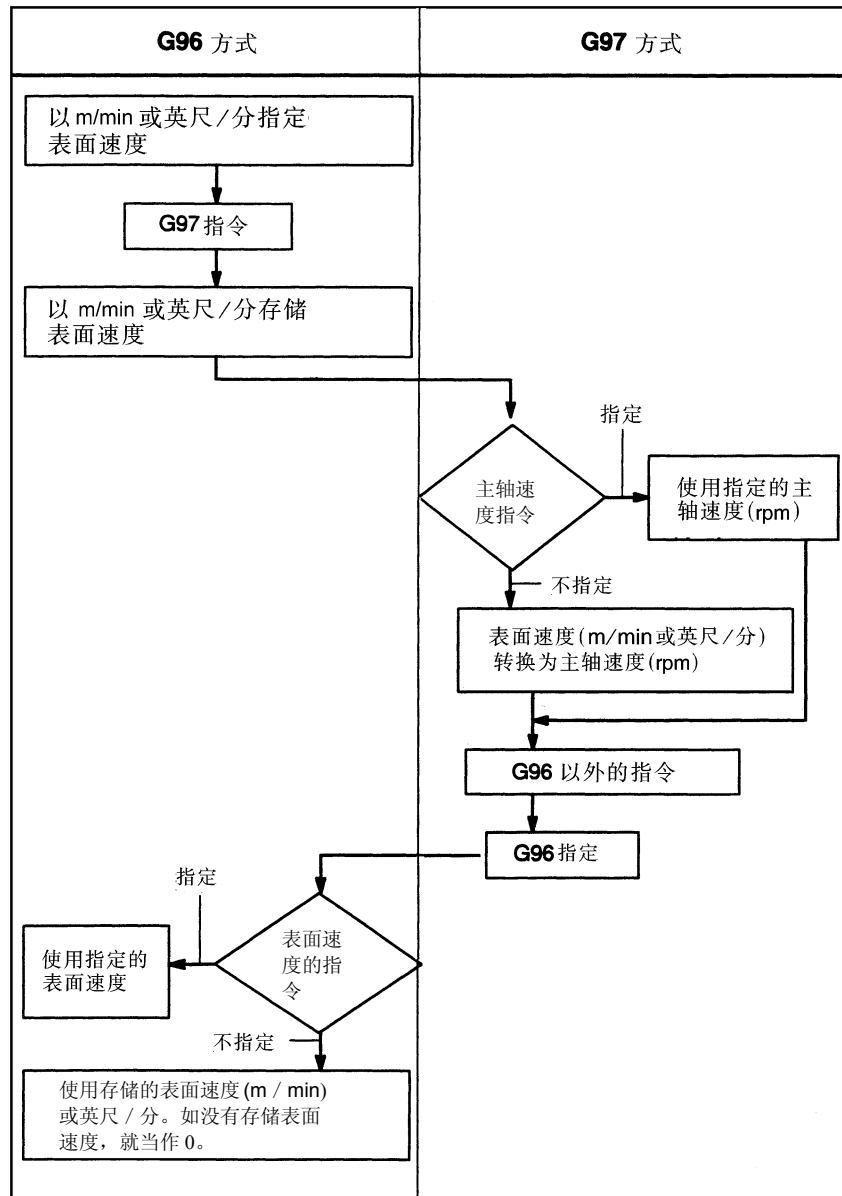 G96 方式
G97 方式
以 m/min 或英尺/分指定
表面速度
G97 指令
以 m/min 或英尺/分存储
表面速度
指定
主轴速
度指令
使用指定的主
轴速度(rpm)
不指定
表面速度(m/min或英尺/分)
转换为主轴速度(rpm)
G96 以外的指令
G96 指定
指定
表面速
度的指
令
使用指定的
表面速度
不指定
使用存储的表面速度(m / min)
或英尺 / 分。如没有存储表面
速度，就当作 0。